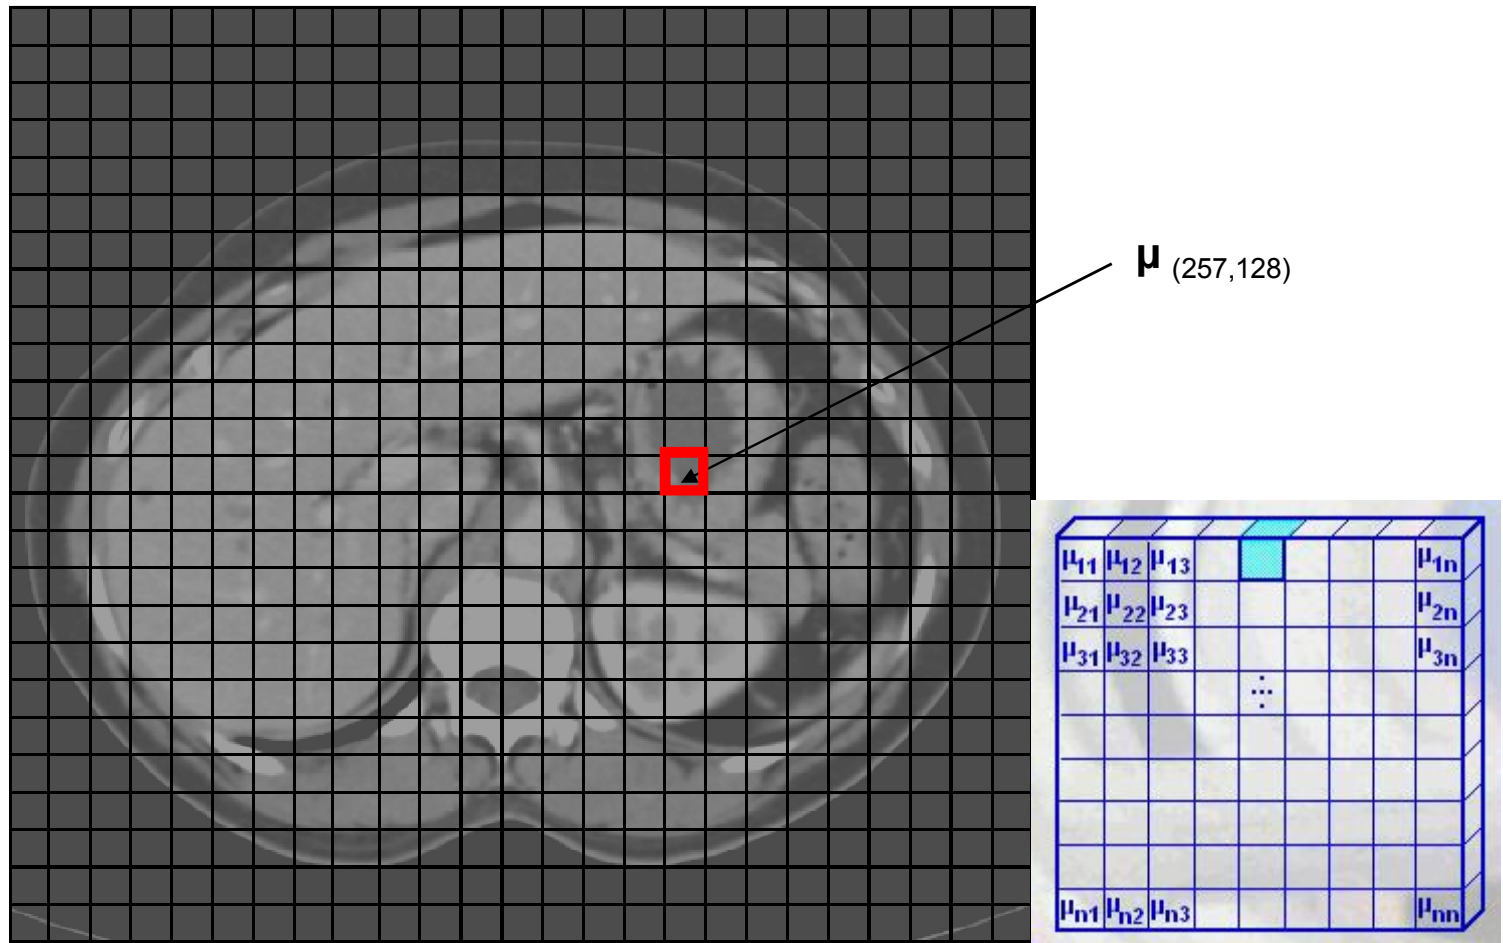 μ (257,128)
μ11 μ12 μ13 μ1n
μ21 μ22 μ23 μ2n
μ31 μ32 μ33 μ3n
μn1 μn2 μn3 μnn